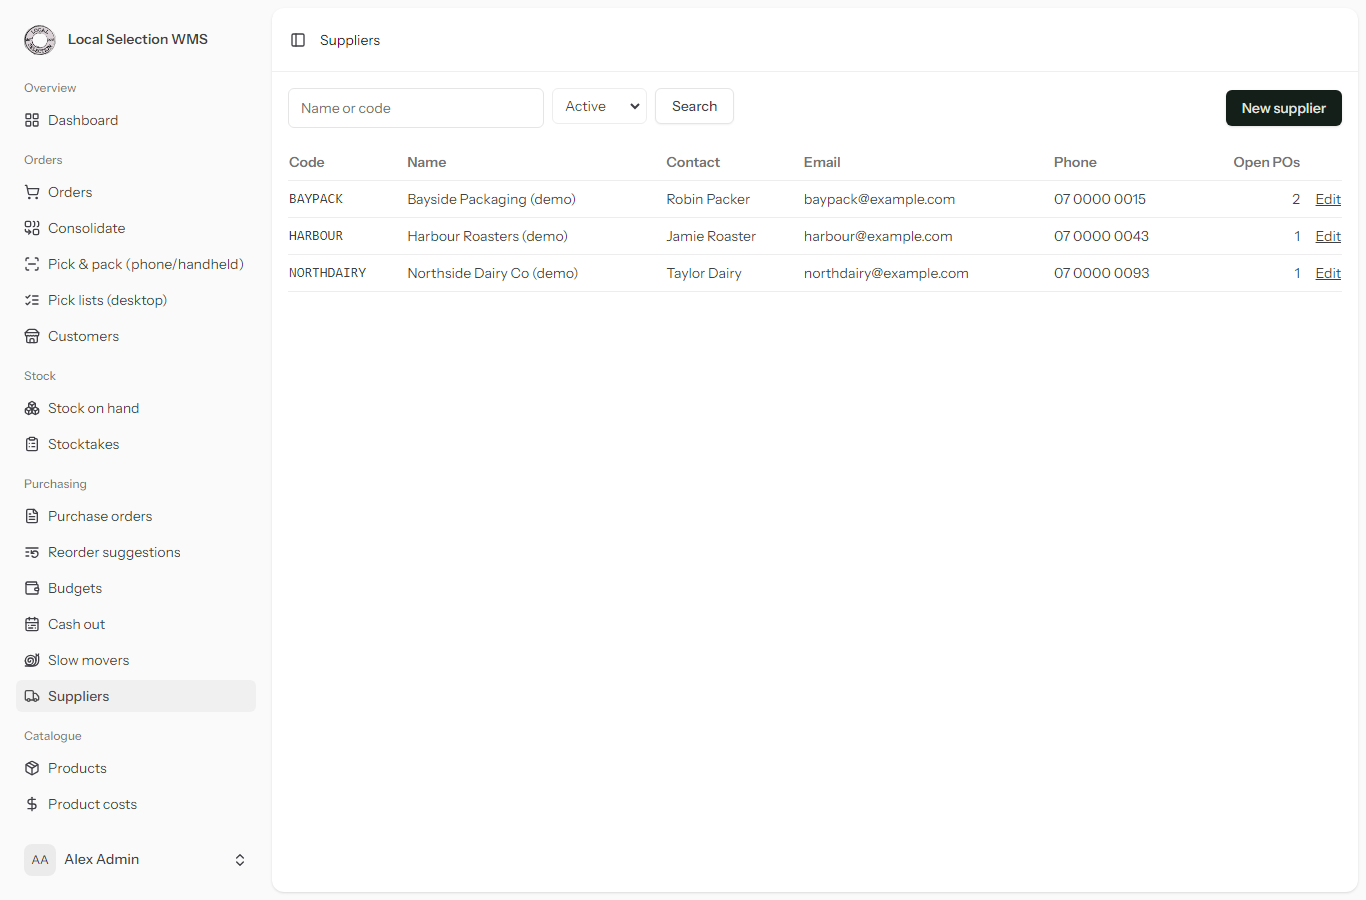 Local Selection WMS
Overview
Dashboard
Orders
Orders
Consolidate
Pick & pack (phone/handheld)
Pick lists (desktop)
Customers
Stock
Stock on hand
Stocktakes
Purchasing
Purchase orders
Reorder suggestions
Budgets
Cash out
Slow movers
Suppliers
Catalogue
Products
Product costs
AA Alex Admin
Suppliers
Name or code Active Search New supplier
Code Name Contact Email Phone Open POs
BAYPACK Bayside Packaging (demo) Robin Packer baypack@example.com 07 0000 0015 2 Edit
HARBOUR Harbour Roasters (demo) Jamie Roaster harbour@example.com 07 0000 0043 1 Edit
NORTHDAIRY Northside Dairy Co (demo) Taylor Dairy northdairy@example.com 07 0000 0093 1 Edit